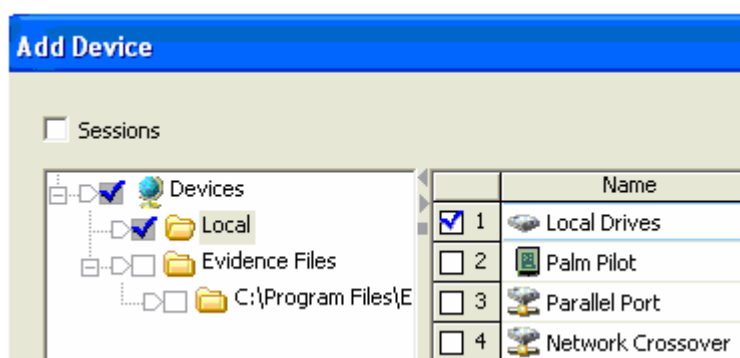 Add Device
Sessions
Devices
Local
Evidence Files
C:\Program Files\E
Name
1 Local Drives
2 Palm Pilot
3 Parallel Port
4 Network Crossover